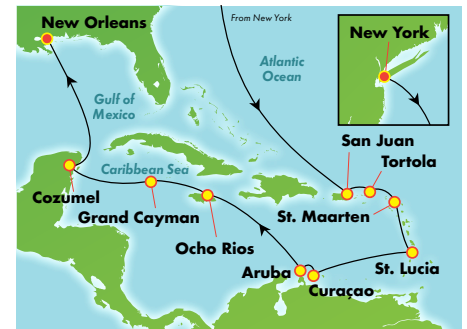 New Orleans
From New York
New York
Atlantic
Ocean
Gulf of
Mexico
San Juan
Tortola
Caribbean Sea
Cozumel
Grand Cayman
St. Maarten
Ocho Rios
Aruba
St. Lucia
Curaçao